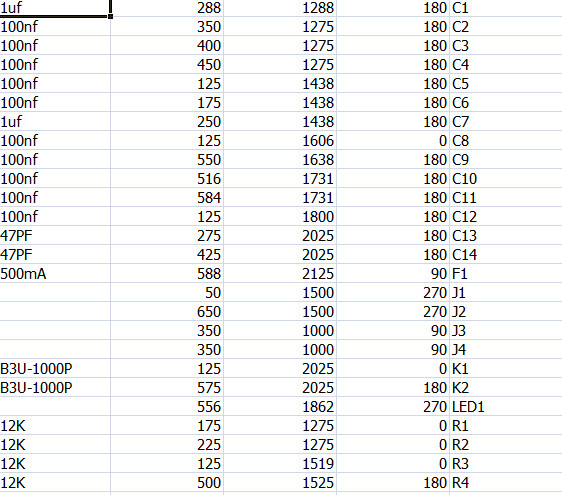 1uf 288 1288 180 C1
100nf 350 1275 180 C2
100nf 400 1275 180 C3
100nf 450 1275 180 C4
100nf 125 1438 180 C5
100nf 175 1438 180 C6
1uf 250 1438 180 C7
100nf 125 1606 0 C8
100nf 550 1638 180 C9
100nf 516 1731 180 C10
100nf 584 1731 180 C11
100nf 125 1800 180 C12
47PF 275 2025 180 C13
47PF 425 2025 180 C14
500mA 588 2125 90 F1
50 1500 270 J1
650 1500 270 J2
350 1000 90 J3
350 1000 90 J4
B3U-1000P 125 2025 0 K1
B3U-1000P 575 2025 180 K2
556 1862 270 LED1
12K 175 1275 0 R1
12K 225 1275 0 R2
12K 125 1519 0 R3
12K 500 1525 180 R4